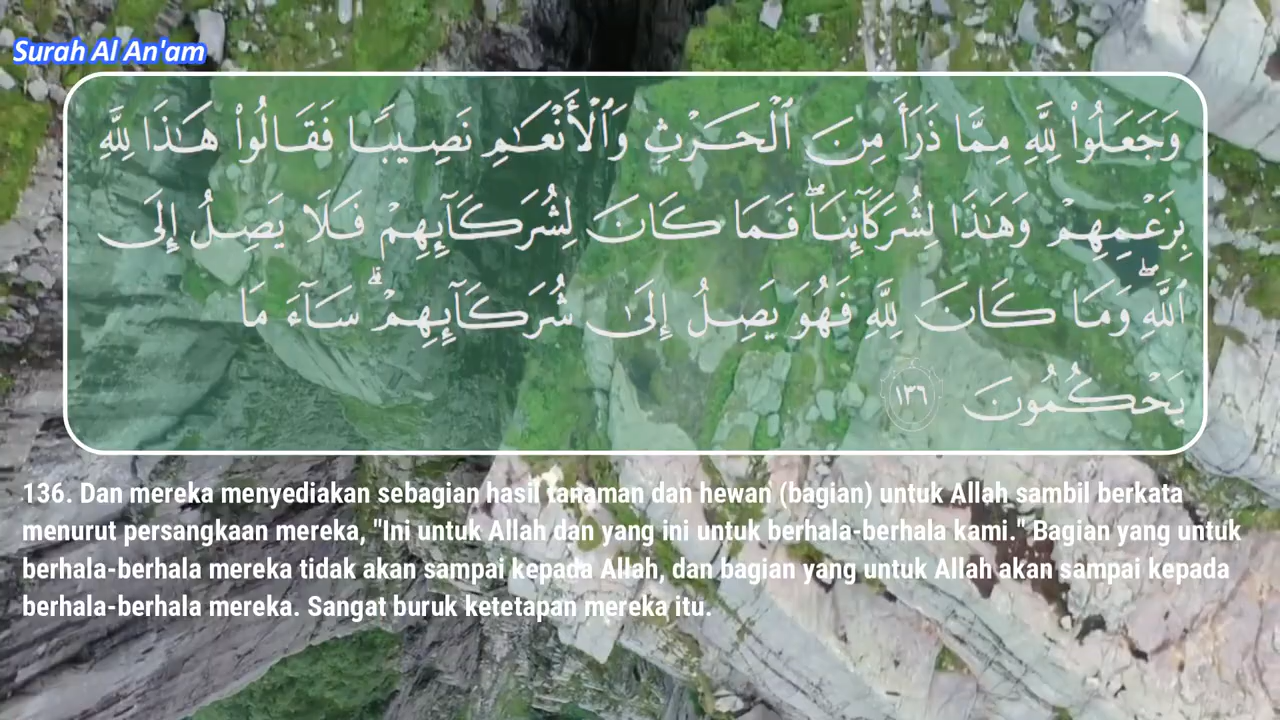 Surah Al An'am
وَجَعَلُوا۟ لِلَّهِ مِمَّا ذَرَأَ مِنَ ٱلْحَرْثِ وَٱلْأَنْعَـٰمِ نَصِيبًا فَقَالُوا۟ هَـٰذَا لِلَّهِ
بِزَعْمِهِمْ وَهَـٰذَا لِشُرَكَآئِنَا ۖ فَمَا كَانَ لِشُرَكَآئِهِمْ فَلَا يَصِلُ إِلَى
ٱللَّهِ ۖ وَمَا كَانَ لِلَّهِ فَهُوَ يَصِلُ إِلَىٰ شُرَكَآئِهِمْ ۗ سَآءَ مَا
يَحْكُمُونَ ١٣٦
136. Dan mereka menyediakan sebagian hasil tanaman dan hewan (bagian) untuk Allah sambil berkata
menurut persangkaan mereka, "Ini untuk Allah dan yang ini untuk berhala-berhala kami." Bagian yang untuk
berhala-berhala mereka tidak akan sampai kepada Allah, dan bagian yang untuk Allah akan sampai kepada
berhala-berhala mereka. Sangat buruk ketetapan mereka itu.